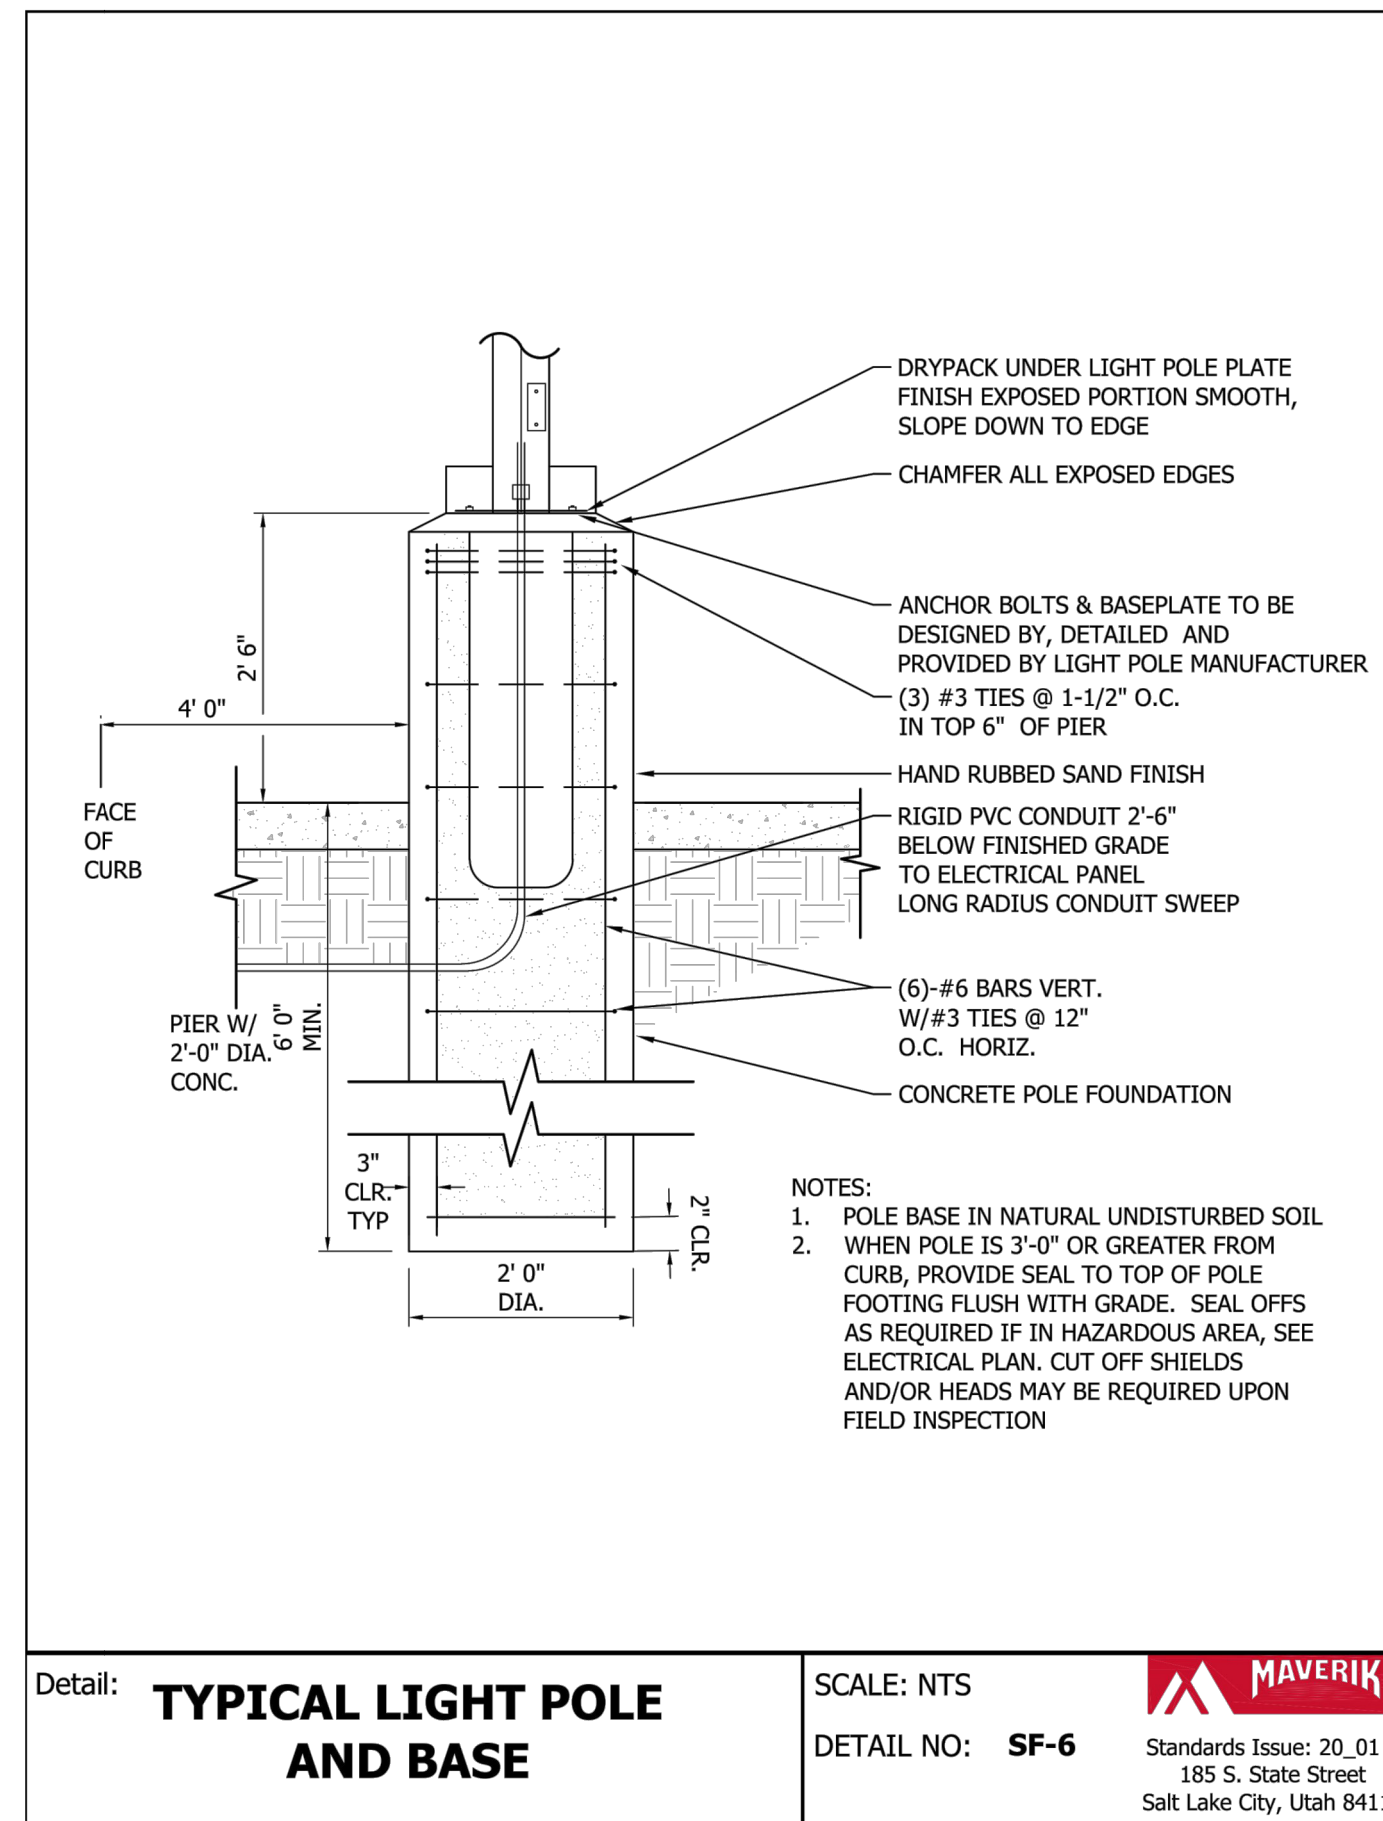 DRYPACK UNDER LIGHT POLE PLATE
FINISH EXPOSED PORTION SMOOTH,
SLOPE DOWN TO EDGE
CHAMFER ALL EXPOSED EDGES
ANCHOR BOLTS & BASEPLATE TO BE
DESIGNED BY, DETAILED AND
PROVIDED BY LIGHT POLE MANUFACTURER
(3) #3 TIES @ 1-1/2" O.C.
IN TOP 6" OF PIER
HAND RUBBED SAND FINISH
RIGID PVC CONDUIT 2'-6"
BELOW FINISHED GRADE
TO ELECTRICAL PANEL
LONG RADIUS CONDUIT SWEEP
(6)-#6 BARS VERT.
W/#3 TIES @ 12"
O.C. HORIZ.
CONCRETE POLE FOUNDATION
2' 6"
4' 0"
FACE
OF
CURB
PIER W/
2'-0" DIA.
CONC.
6' 0"
MIN.
3"
CLR.
TYP
2" CLR.
2' 0"
DIA.
NOTES:
1. POLE BASE IN NATURAL UNDISTURBED SOIL
2. WHEN POLE IS 3'-0" OR GREATER FROM
CURB, PROVIDE SEAL TO TOP OF POLE
FOOTING FLUSH WITH GRADE. SEAL OFFS
AS REQUIRED IF IN HAZARDOUS AREA, SEE
ELECTRICAL PLAN. CUT OFF SHIELDS
AND/OR HEADS MAY BE REQUIRED UPON
FIELD INSPECTION
Detail:
TYPICAL LIGHT POLE
AND BASE
SCALE: NTS
DETAIL NO: SF-6
MAVERIK
Standards Issue: 20_01
185 S. State Street
Salt Lake City, Utah